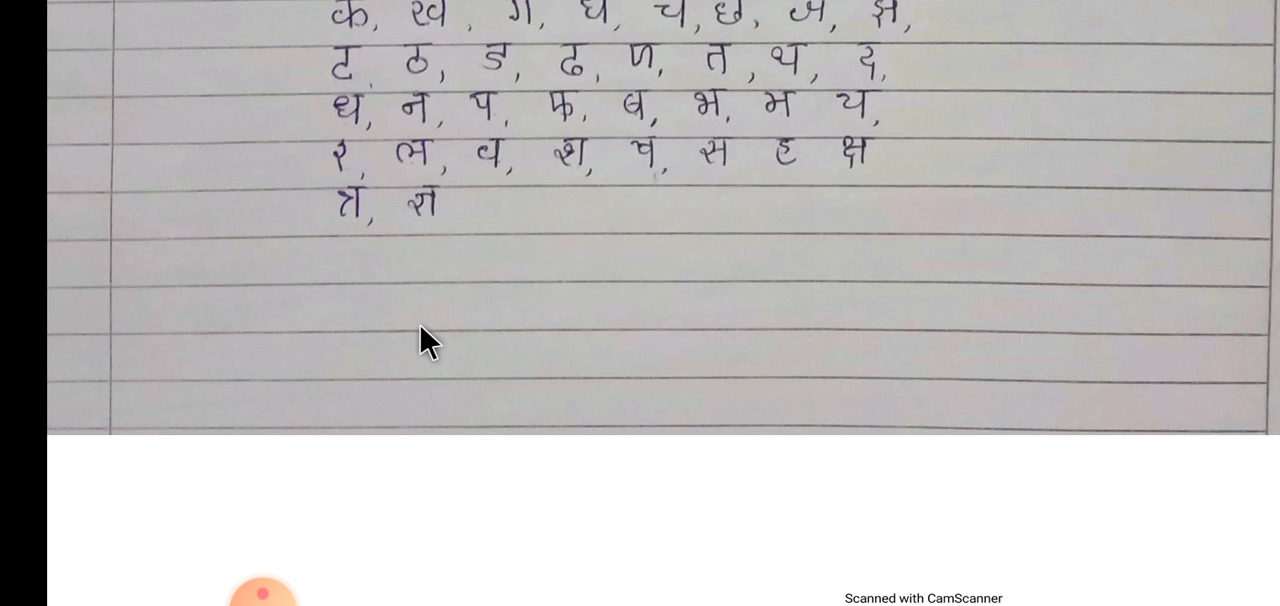 क, ख, ग, घ, च, छ, ज, झ,
ट, ठ, ड, ढ, ण, त, थ, द,
ध, न, प, फ, ब, भ, म य,
र, ल, व, श, ष, स ह क्ष
त्र, ज्ञ
Scanned with CamScanner